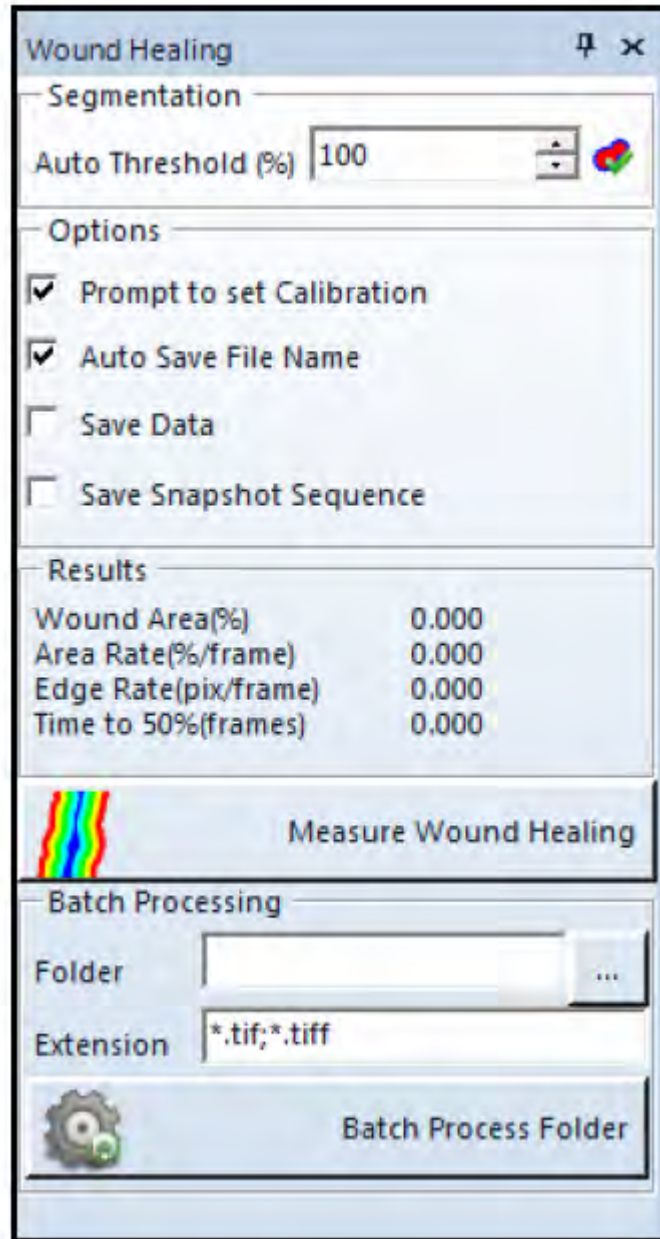 Wound Healing
Segmentation
Auto Threshold (%) 100
Options
Prompt to set Calibration
Auto Save File Name
Save Data
Save Snapshot Sequence
Results
Wound Area(%) 0.000
Area Rate(%/frame) 0.000
Edge Rate(pix/frame) 0.000
Time to 50%(frames) 0.000
Measure Wound Healing
Batch Processing
Folder ...
Extension *.tif;*.tiff
Batch Process Folder